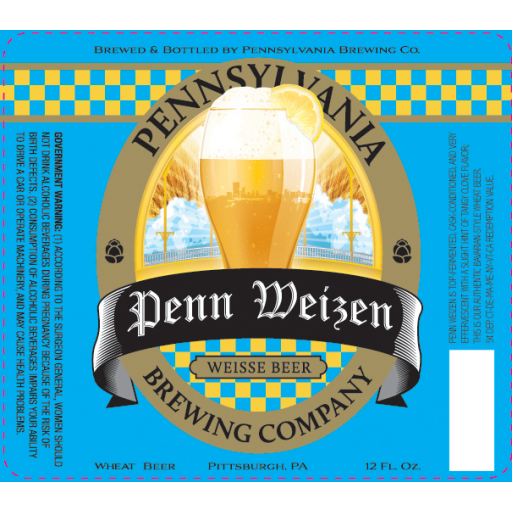 BREWED & BOTTLED BY PENNSYLVANIA BREWING CO.
PENNSYLVANIA
Penn Weizen
WEISSE BEER
BREWING COMPANY
WHEAT BEER PITTSBURGH, PA 12 FL. OZ.
GOVERNMENT WARNING: (1) ACCORDING TO THE SURGEON GENERAL, WOMEN SHOULD
NOT DRINK ALCOHOLIC BEVERAGES DURING PREGNANCY BECAUSE OF THE RISK OF
BIRTH DEFECTS. (2) CONSUMPTION OF ALCOHOLIC BEVERAGES IMPAIRS YOUR ABILITY
TO DRIVE A CAR OR OPERATE MACHINERY, AND MAY CAUSE HEALTH PROBLEMS.
PENN WEIZEN IS TOP-FERMENTED, CASK-CONDITIONED, AND VERY
EFFERVESCENT WITH A SLIGHT HINT OF TANGY CLOVE FLAVOR.
THIS IS OUR AUTHENTIC BAVARIAN-STYLE WHEAT BEER.
REDEMPTION VALUE.